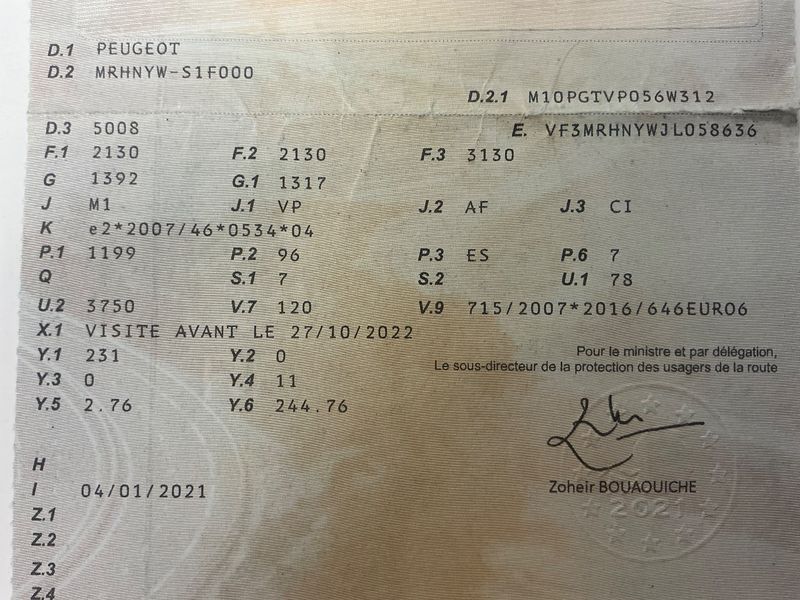 D.1 PEUGEOT
D.2 MRHNYW-S1F000
D.2.1 M10PGTVP056W312
D.3 5008 E. VF3MRHNYWJL058636
F.1 2130 F.2 2130 F.3 3130
G 1392 G.1 1317
J M1 J.1 VP J.2 AF J.3 CI
K e2*2007/46*0534*04
P.1 1199 P.2 96 P.3 ES P.6 7
Q S.1 7 S.2 U.1 78
U.2 3750 V.7 120 V.9 715/2007*2016/646EURO6
X.1 VISITE AVANT LE 27/10/2022
Y.1 231 Y.2 0
Pour le ministre et par délégation,
Le sous-directeur de la protection des usagers de la route
Y.3 0 Y.4 11
Y.5 2.76 Y.6 244.76
H
I 04/01/2021
Zoheir BOUAOUICHE
Z.1
2021
Z.2
Z.3
Z.4